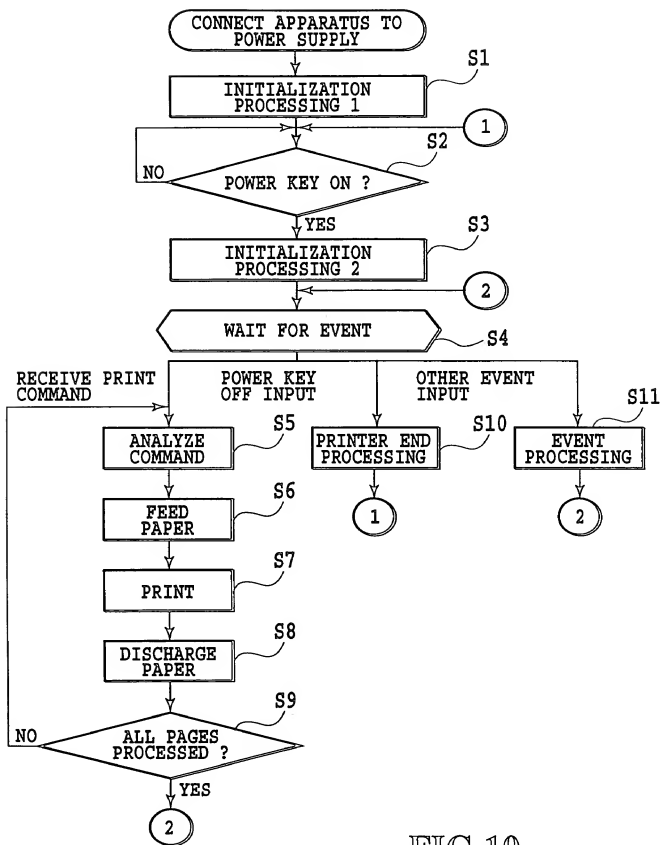 CONNECT APPARATUS TO
POWER SUPPLY
S1
INITIALIZATION
PROCESSING 1
1
S2
NO
POWER KEY ON ?
YES
S3
INITIALIZATION
PROCESSING 2
2
WAIT FOR EVENT
S4
RECEIVE PRINT
COMMAND
POWER KEY
OFF INPUT
OTHER EVENT
INPUT
S5
ANALYZE
COMMAND
S10
PRINTER END
PROCESSING
S11
EVENT
PROCESSING
S6
FEED
PAPER
1
2
S7
PRINT
S8
DISCHARGE
PAPER
S9
NO
ALL PAGES
PROCESSED ?
YES
2
FIG.10